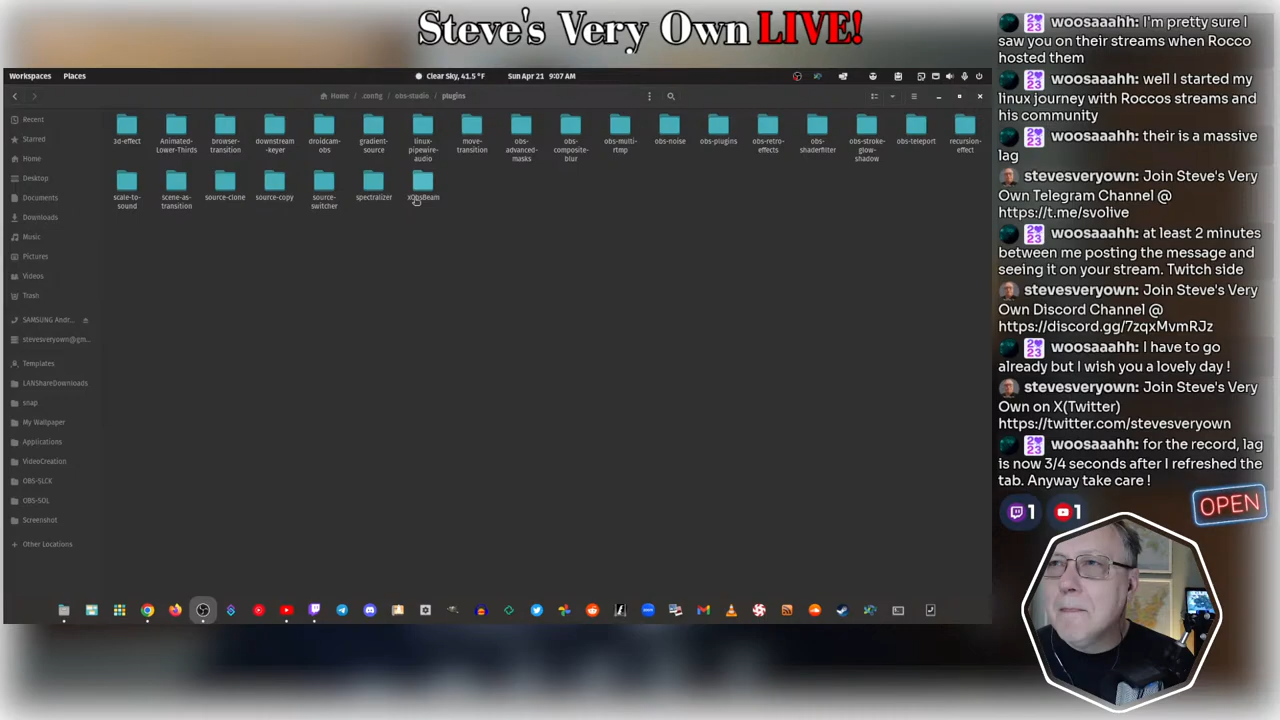 Steve's Very Own LIVE!
Workspaces Places
Clear Sky, 41.5 °F Sun Apr 21 9:07 AM
Home .config obs-studio plugins
Recent
Starred
Home
Desktop
Documents
Downloads
Music
Pictures
Videos
Trash
SAMSUNG Andr...
stevesveryown@gm...
Templates
LANShareDownloads
snap
My Wallpaper
Applications
VideoCreation
OBS-SLCK
OBS-SOL
Screenshot
+ Other Locations
3d-effect
Animated-
Lower-Thirds
browser-
transition
downstream
-keyer
droidcam-
obs
gradient-
source
linux-
pipewire-
audio
move-
transition
obs-
advanced-
masks
obs-
composite-
blur
obs-multi-
rtmp
obs-noise
obs-plugins
obs-retro-
effects
obs-
shaderfilter
obs-stroke-
glow-
shadow
obs-teleport
recursion-
effect
scale-to-
sound
scene-as-
transition
source-clone
source-copy
source-
switcher
spectralizer
xObsBeam
woosaaahh: I'm pretty sure I
saw you on their streams when Rocco
hosted them
woosaaahh: well I started my
linux journey with Roccos streams and
his community
woosaaahh: their is a massive
lag
stevesveryown: Join Steve's Very
Own Telegram Channel @
https://t.me/svolive
woosaaahh: at least 2 minutes
between me posting the message and
seeing it on your stream. Twitch side
stevesveryown: Join Steve's Very
Own Discord Channel @
https://discord.gg/7zqxMvmRJz
woosaaahh: I have to go
already but I wish you a lovely day !
stevesveryown: Join Steve's Very
Own on X(Twitter)
https://twitter.com/stevesveryown
woosaaahh: for the record, lag
is now 3/4 seconds after I refreshed the
tab. Anyway take care !
1 1
OPEN